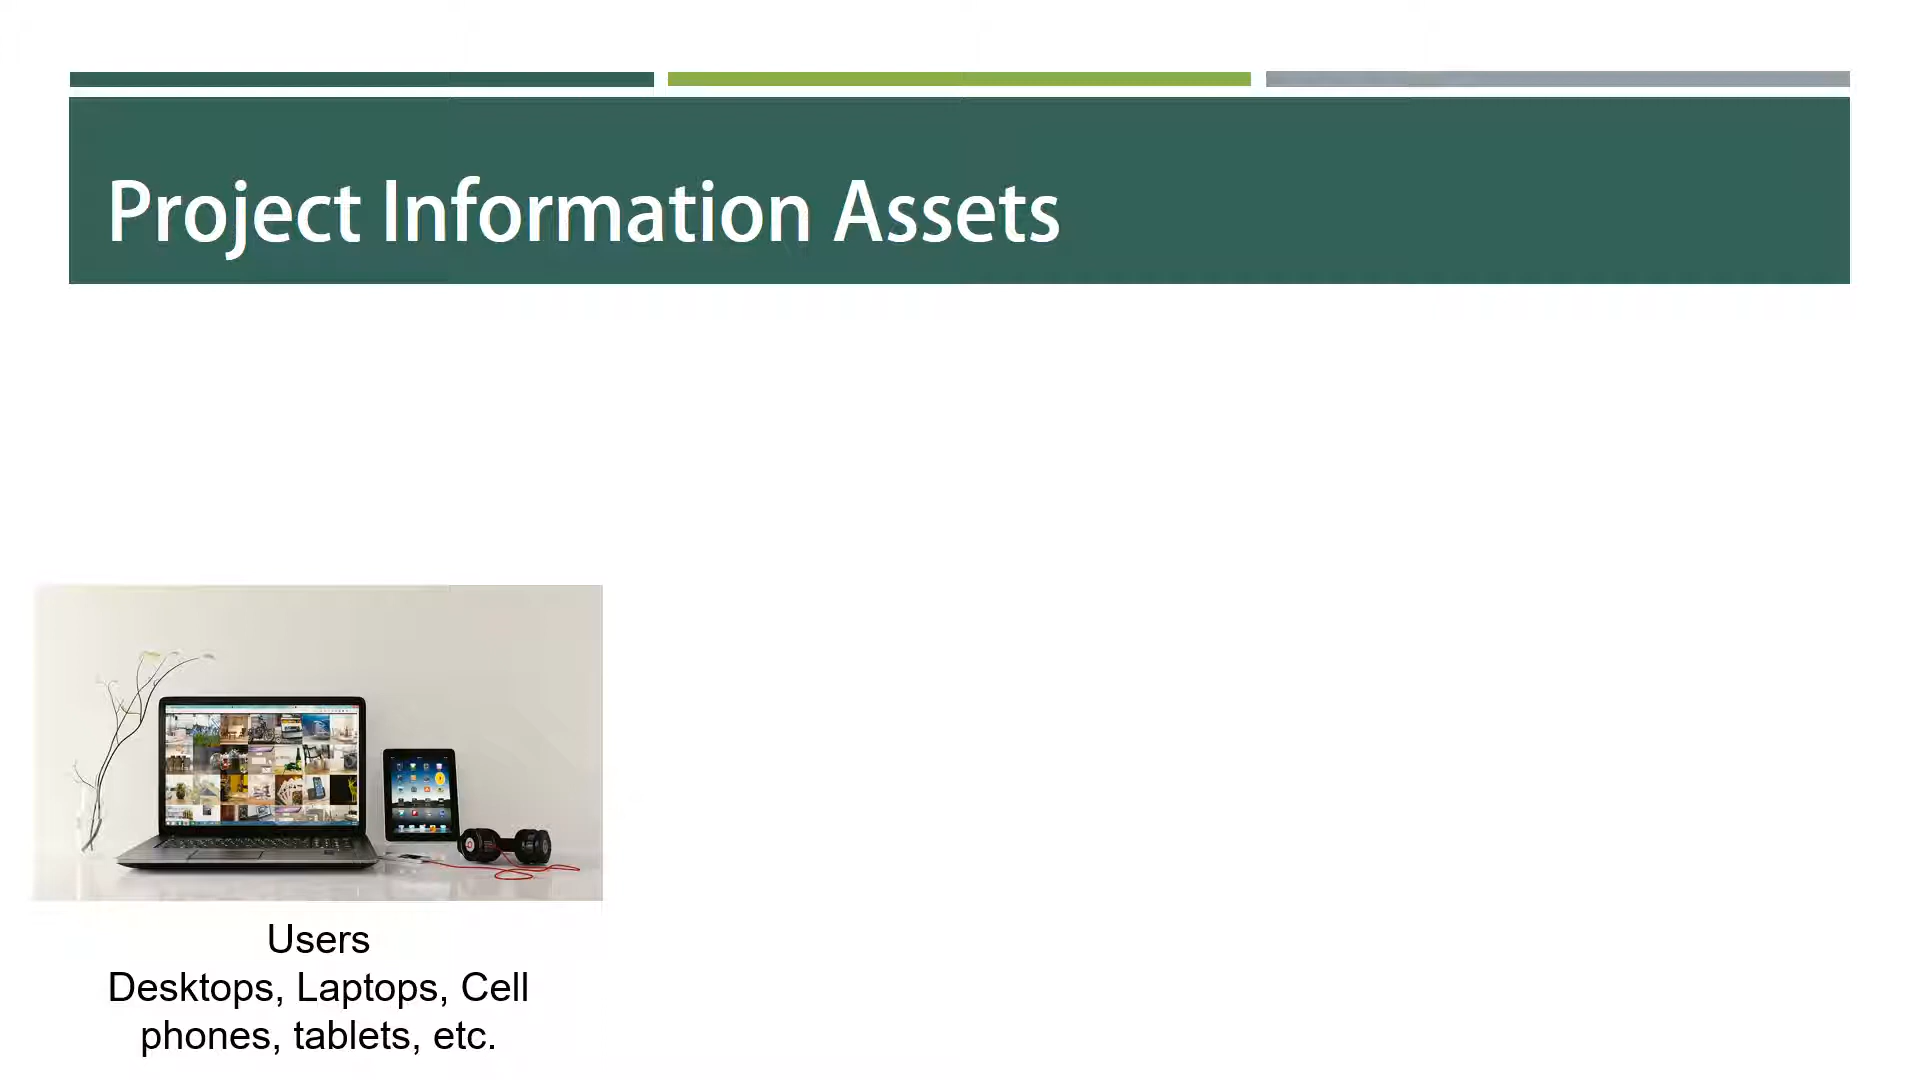 Project Information Assets
Users
Desktops, Laptops, Cell
phones, tablets, etc.